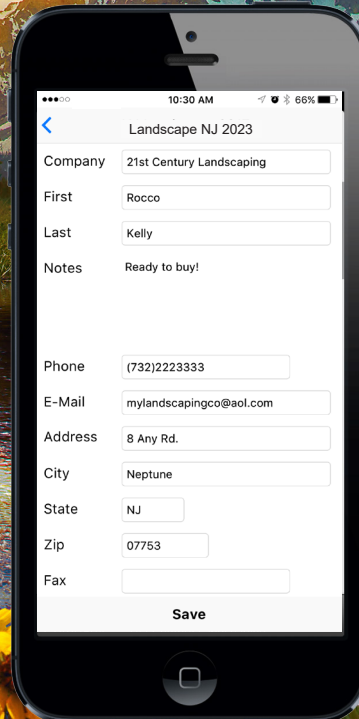 10:30 AM 66%
Landscape NJ 2023
Company 21st Century Landscaping
First Rocco
Last Kelly
Notes Ready to buy!
Phone (732)2223333
E-Mail mylandscapingco@aol.com
Address 8 Any Rd.
City Neptune
State NJ
Zip 07753
Fax
Save